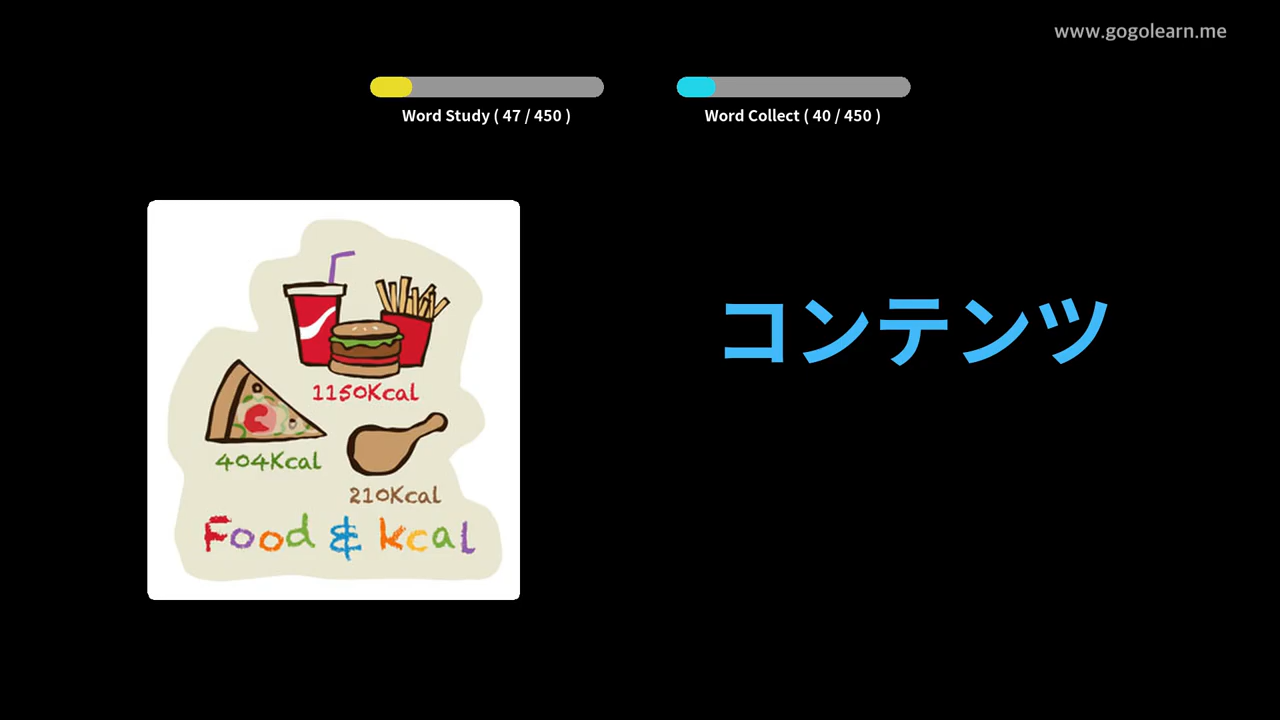 www.gogolearn.me
Word Study ( 47 / 450 )
Word Collect ( 40 / 450 )
1150Kcal
404Kcal
210Kcal
Food & kcal
コンテンツ